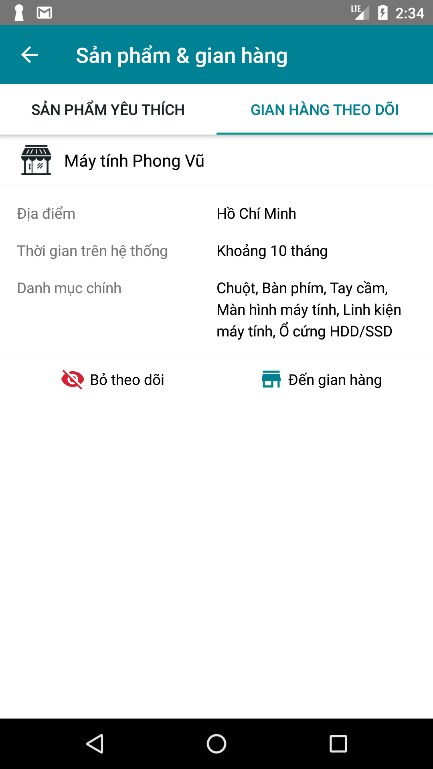 LTE 2:34
Sản phẩm & gian hàng
SẢN PHẨM YÊU THÍCH GIAN HÀNG THEO DÕI
Máy tính Phong Vũ
Địa điểm Hồ Chí Minh
Thời gian trên hệ thống Khoảng 10 tháng
Danh mục chính Chuột, Bàn phím, Tay cầm,
Màn hình máy tính, Linh kiện
máy tính, Ổ cứng HDD/SSD
Bỏ theo dõi Đến gian hàng